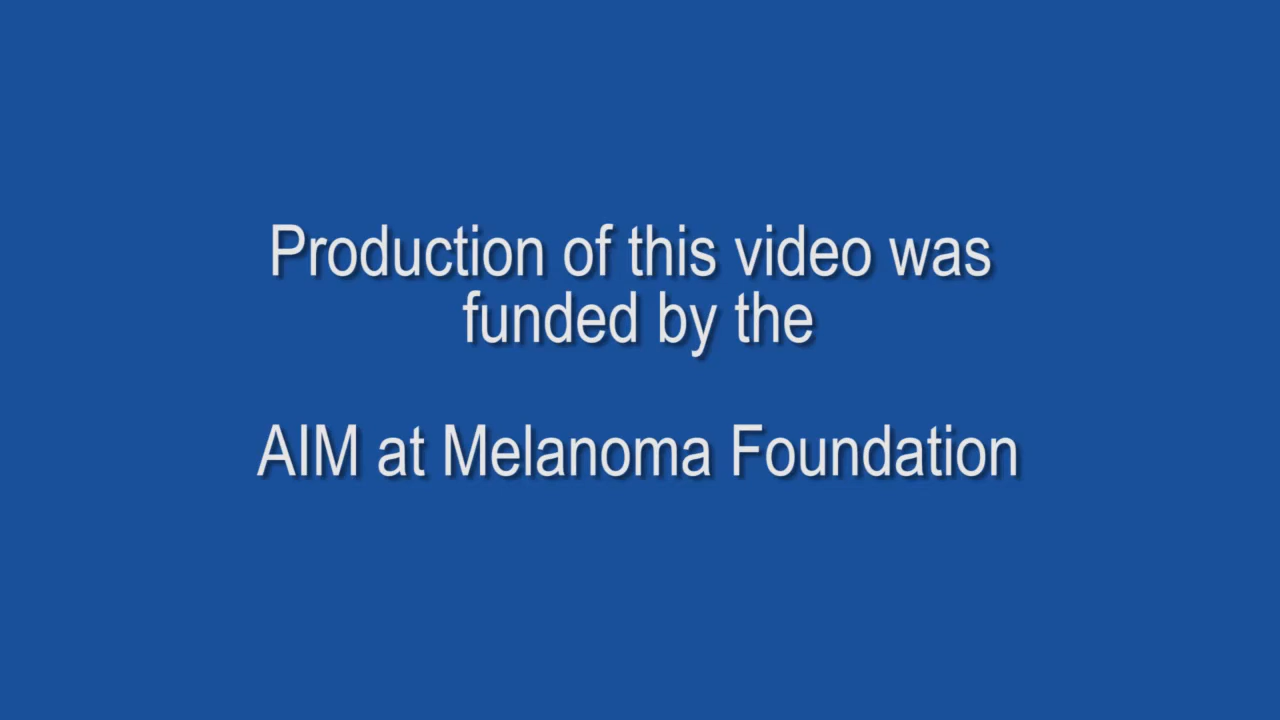 Production of this video was
funded by the
AIM at Melanoma Foundation